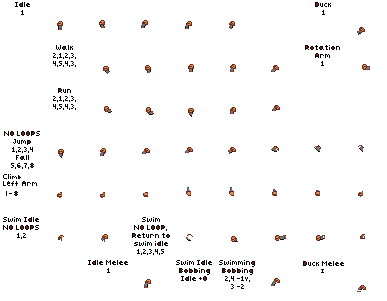 Idle
1
Duck
1
Walk
2,1,2,3,
4,5,4,3,
Rotation
Arm
1
Run
2,1,2,3,
4,5,4,3,
NO LOOPS
Jump
1,2,3,4
Fall
5,6,7,8
Climb
Left Arm
1-8
Swim Idle
NO LOOPS
1,2
Swim
NO LOOP,
Return to
swim idle
1,2,3,4,5
Idle Melee
1
Swim Idle
Bobbing
Idle +0
Swimming
Bobbing
2,4 -1v,
3 -2
Duck Melee
1